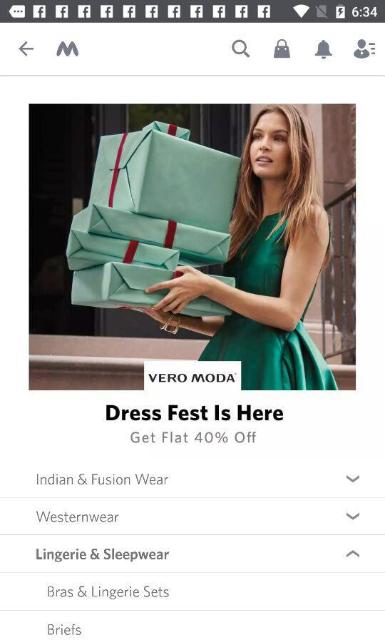 6:34
VERO MODA
Dress Fest Is Here
Get Flat 40% Off
Indian & Fusion Wear
Westernwear
Lingerie & Sleepwear
Bras & Lingerie Sets
Briefs